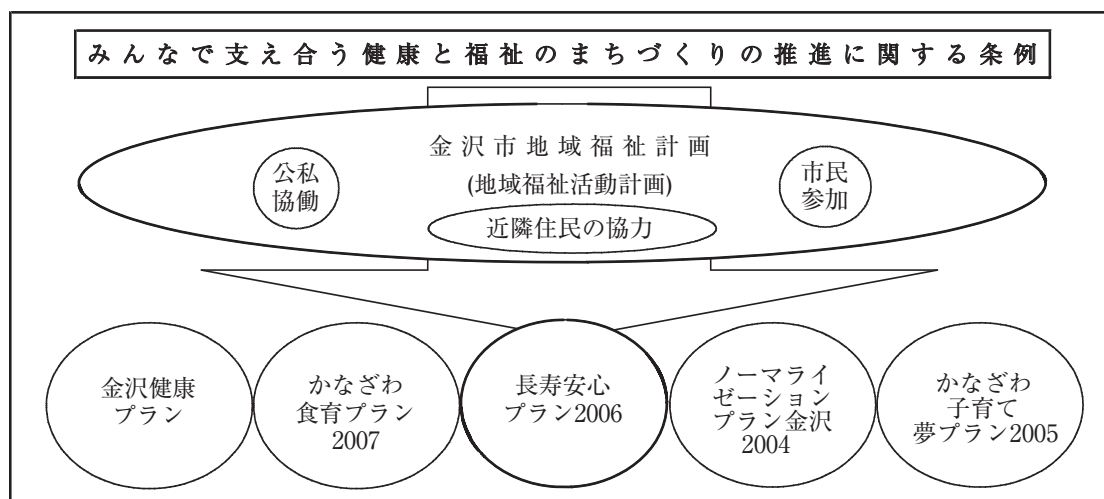 みんなで支え合う健康と福祉のまちづくりの推進に関する条例
金沢市地域福祉計画
(地域福祉活動計画)
公私
協働
市民
参加
近隣住民の協力
金沢健康
プラン
かなざわ
食育プラン
2007
長寿安心
プラン2006
ノーマライ
ゼーション
プラン金沢
2004
かなざわ
子育て
夢プラン2005